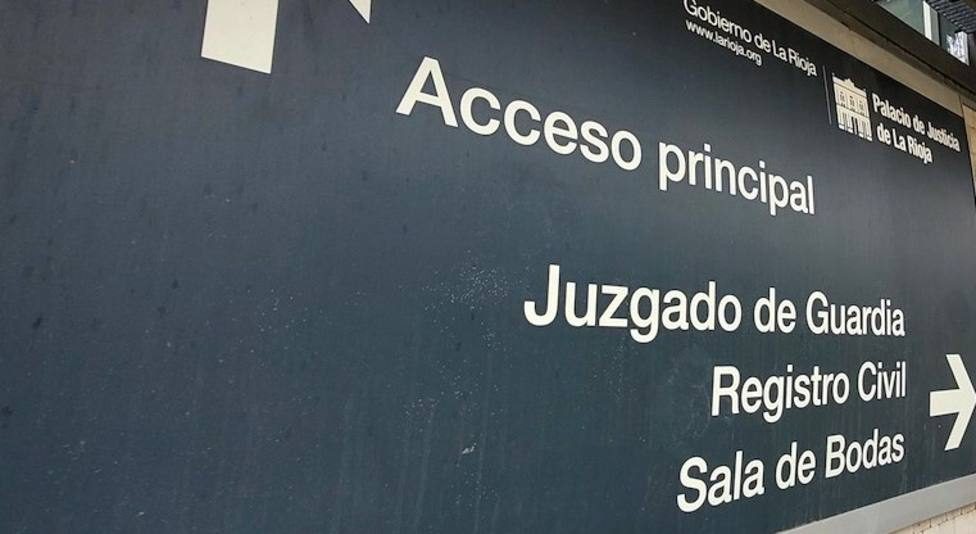 Gobierno de La Rioja
www.larioja.org
Palacio de Justicia
de La Rioja
Acceso principal
Juzgado de Guardia
Registro Civil
Sala de Bodas